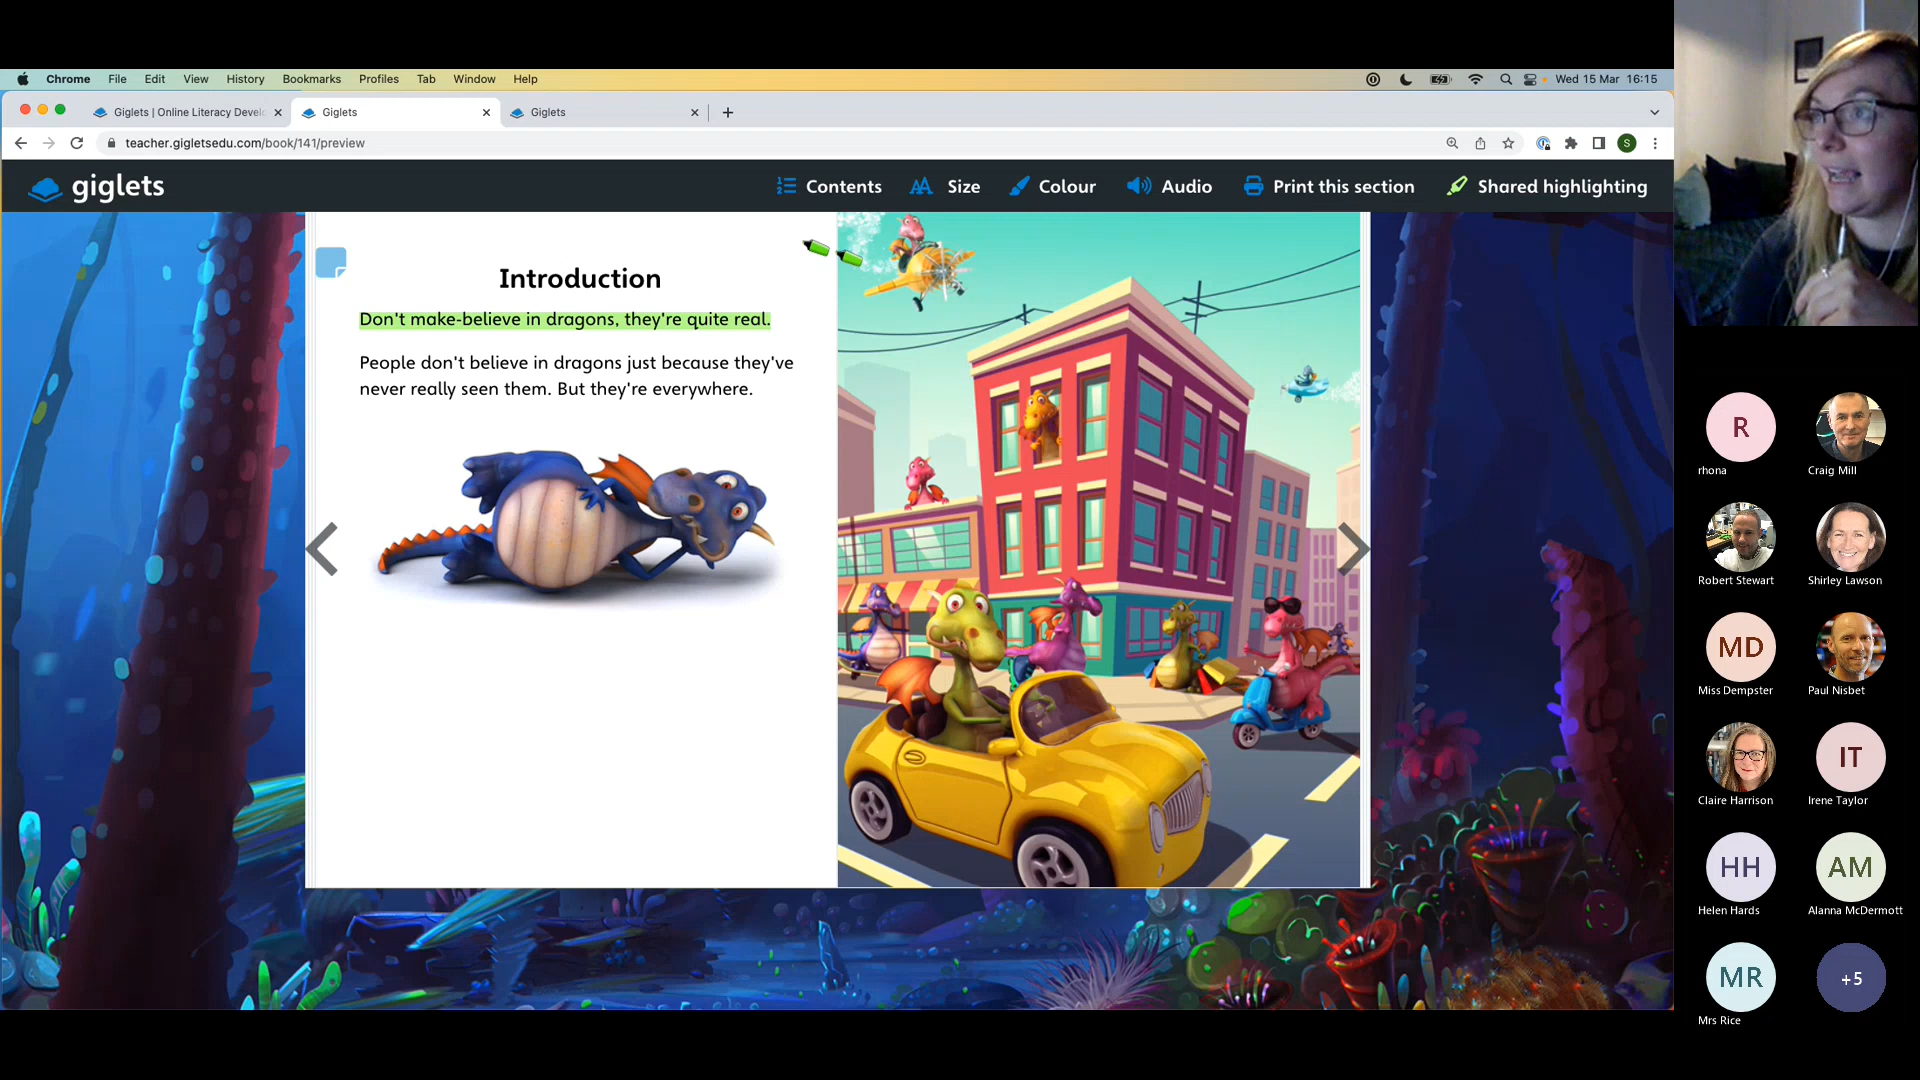 Chrome File Edit View History Bookmarks Profiles Tab Window Help Wed 15 Mar 16:15
Giglets | Online Literacy Devel Giglets Giglets
teacher.gigletsedu.com/book/141/preview S
giglets Contents AA Size Colour Audio Print this section Shared highlighting
Introduction
Don't make-believe in dragons, they're quite real.
People don't believe in dragons just because they've
never really seen them. But they're everywhere.
R
rhona Craig Mill
Robert Stewart Shirley Lawson
MD
Miss Dempster Paul Nisbet
IT
Claire Harrison Irene Taylor
HH AM
Helen Hards Alanna McDermott
MR +5
Mrs Rice